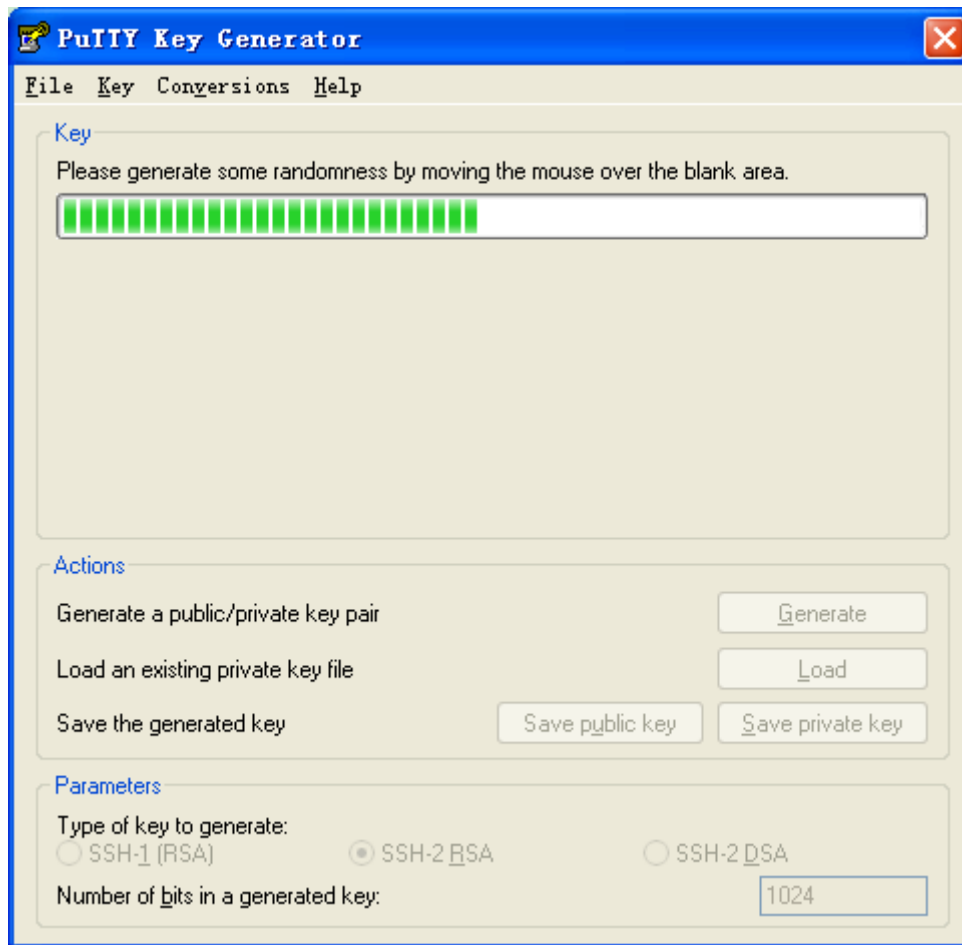 PuTTY Key Generator
File Key Conversions Help
Key
Please generate some randomness by moving the mouse over the blank area.
Actions
Generate a public/private key pair Generate
Load an existing private key file Load
Save the generated key Save public key Save private key
Parameters
Type of key to generate:
SSH-1 (RSA) SSH-2 RSA SSH-2 DSA
Number of bits in a generated key: 1024